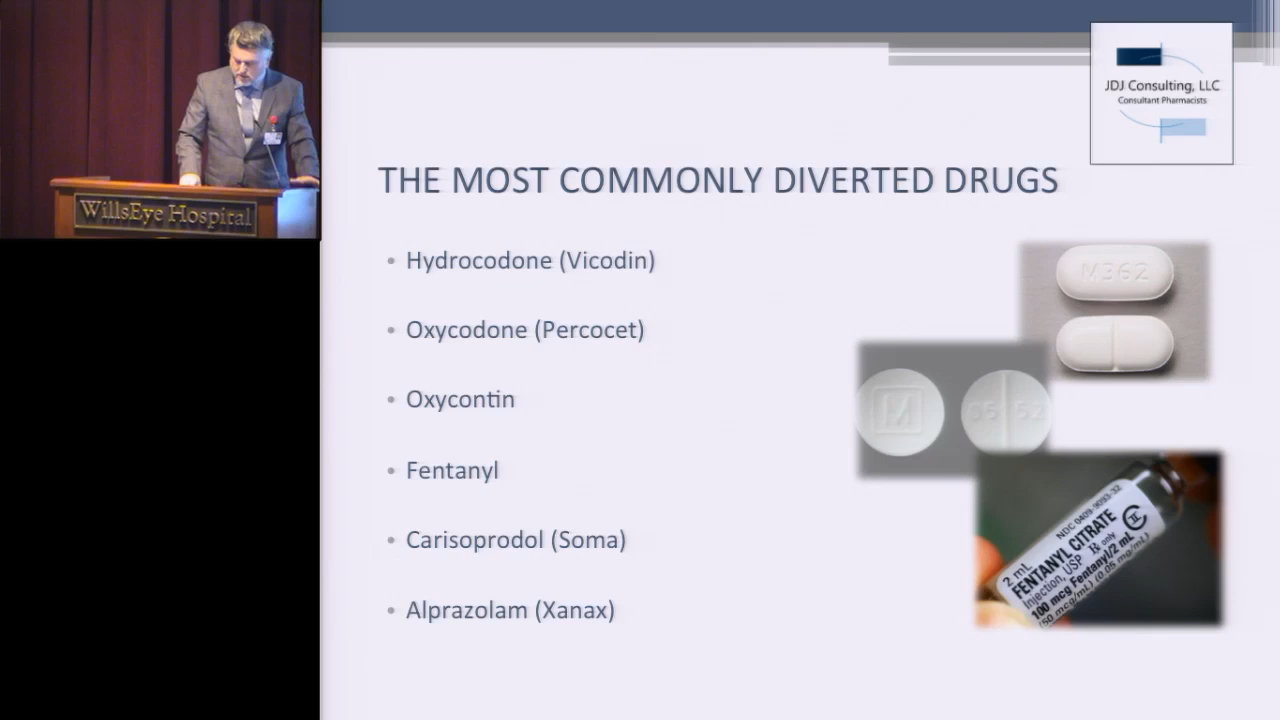 WillsEye Hospital
JDJ Consulting, LLC
Consultant Pharmacists
THE MOST COMMONLY DIVERTED DRUGS
• Hydrocodone (Vicodin)
• Oxycodone (Percocet)
• Oxycontin
• Fentanyl
• Carisoprodol (Soma)
• Alprazolam (Xanax)
M362
M
05 52
NDC 0409-9093-32
2 mL
FENTANYL CITRATE
Injection, USP Rx only
CII
100 mcg Fentanyl/2 mL
(50 mcg/mL) (0.05 mg/mL)